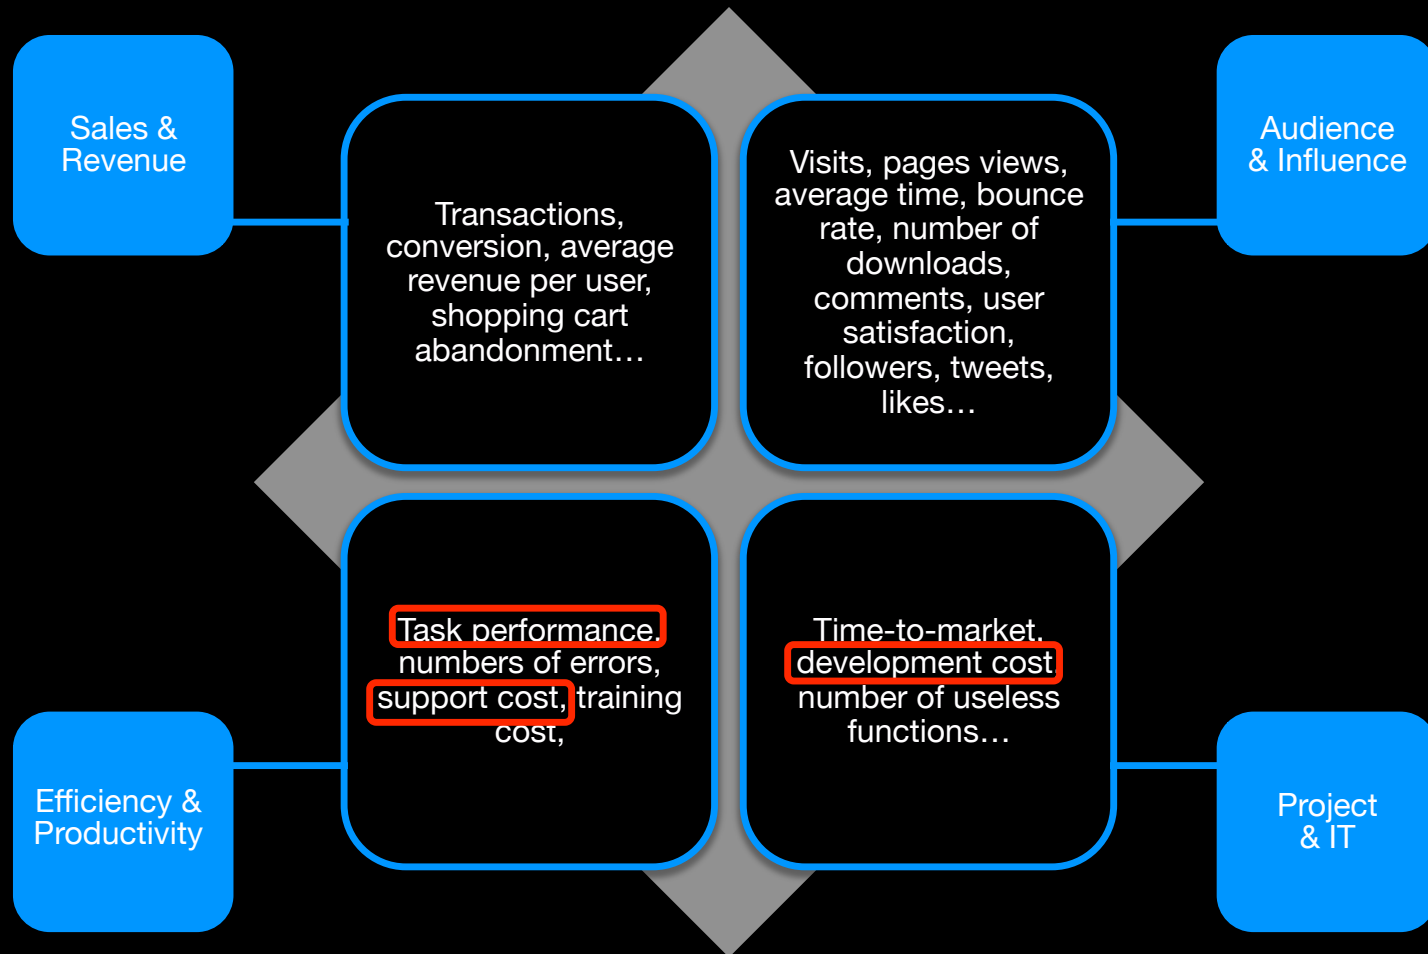 Sales &
Revenue
Transactions,
conversion, average
revenue per user,
shopping cart
abandonment…
Visits, pages views,
average time, bounce
rate, number of
downloads,
comments, user
satisfaction,
followers, tweets,
likes…
Audience
& Influence
Efficiency &
Productivity
Task performance,
numbers of errors,
support cost, training
cost,
Time-to-market,
development cost,
number of useless
functions…
Project
& IT